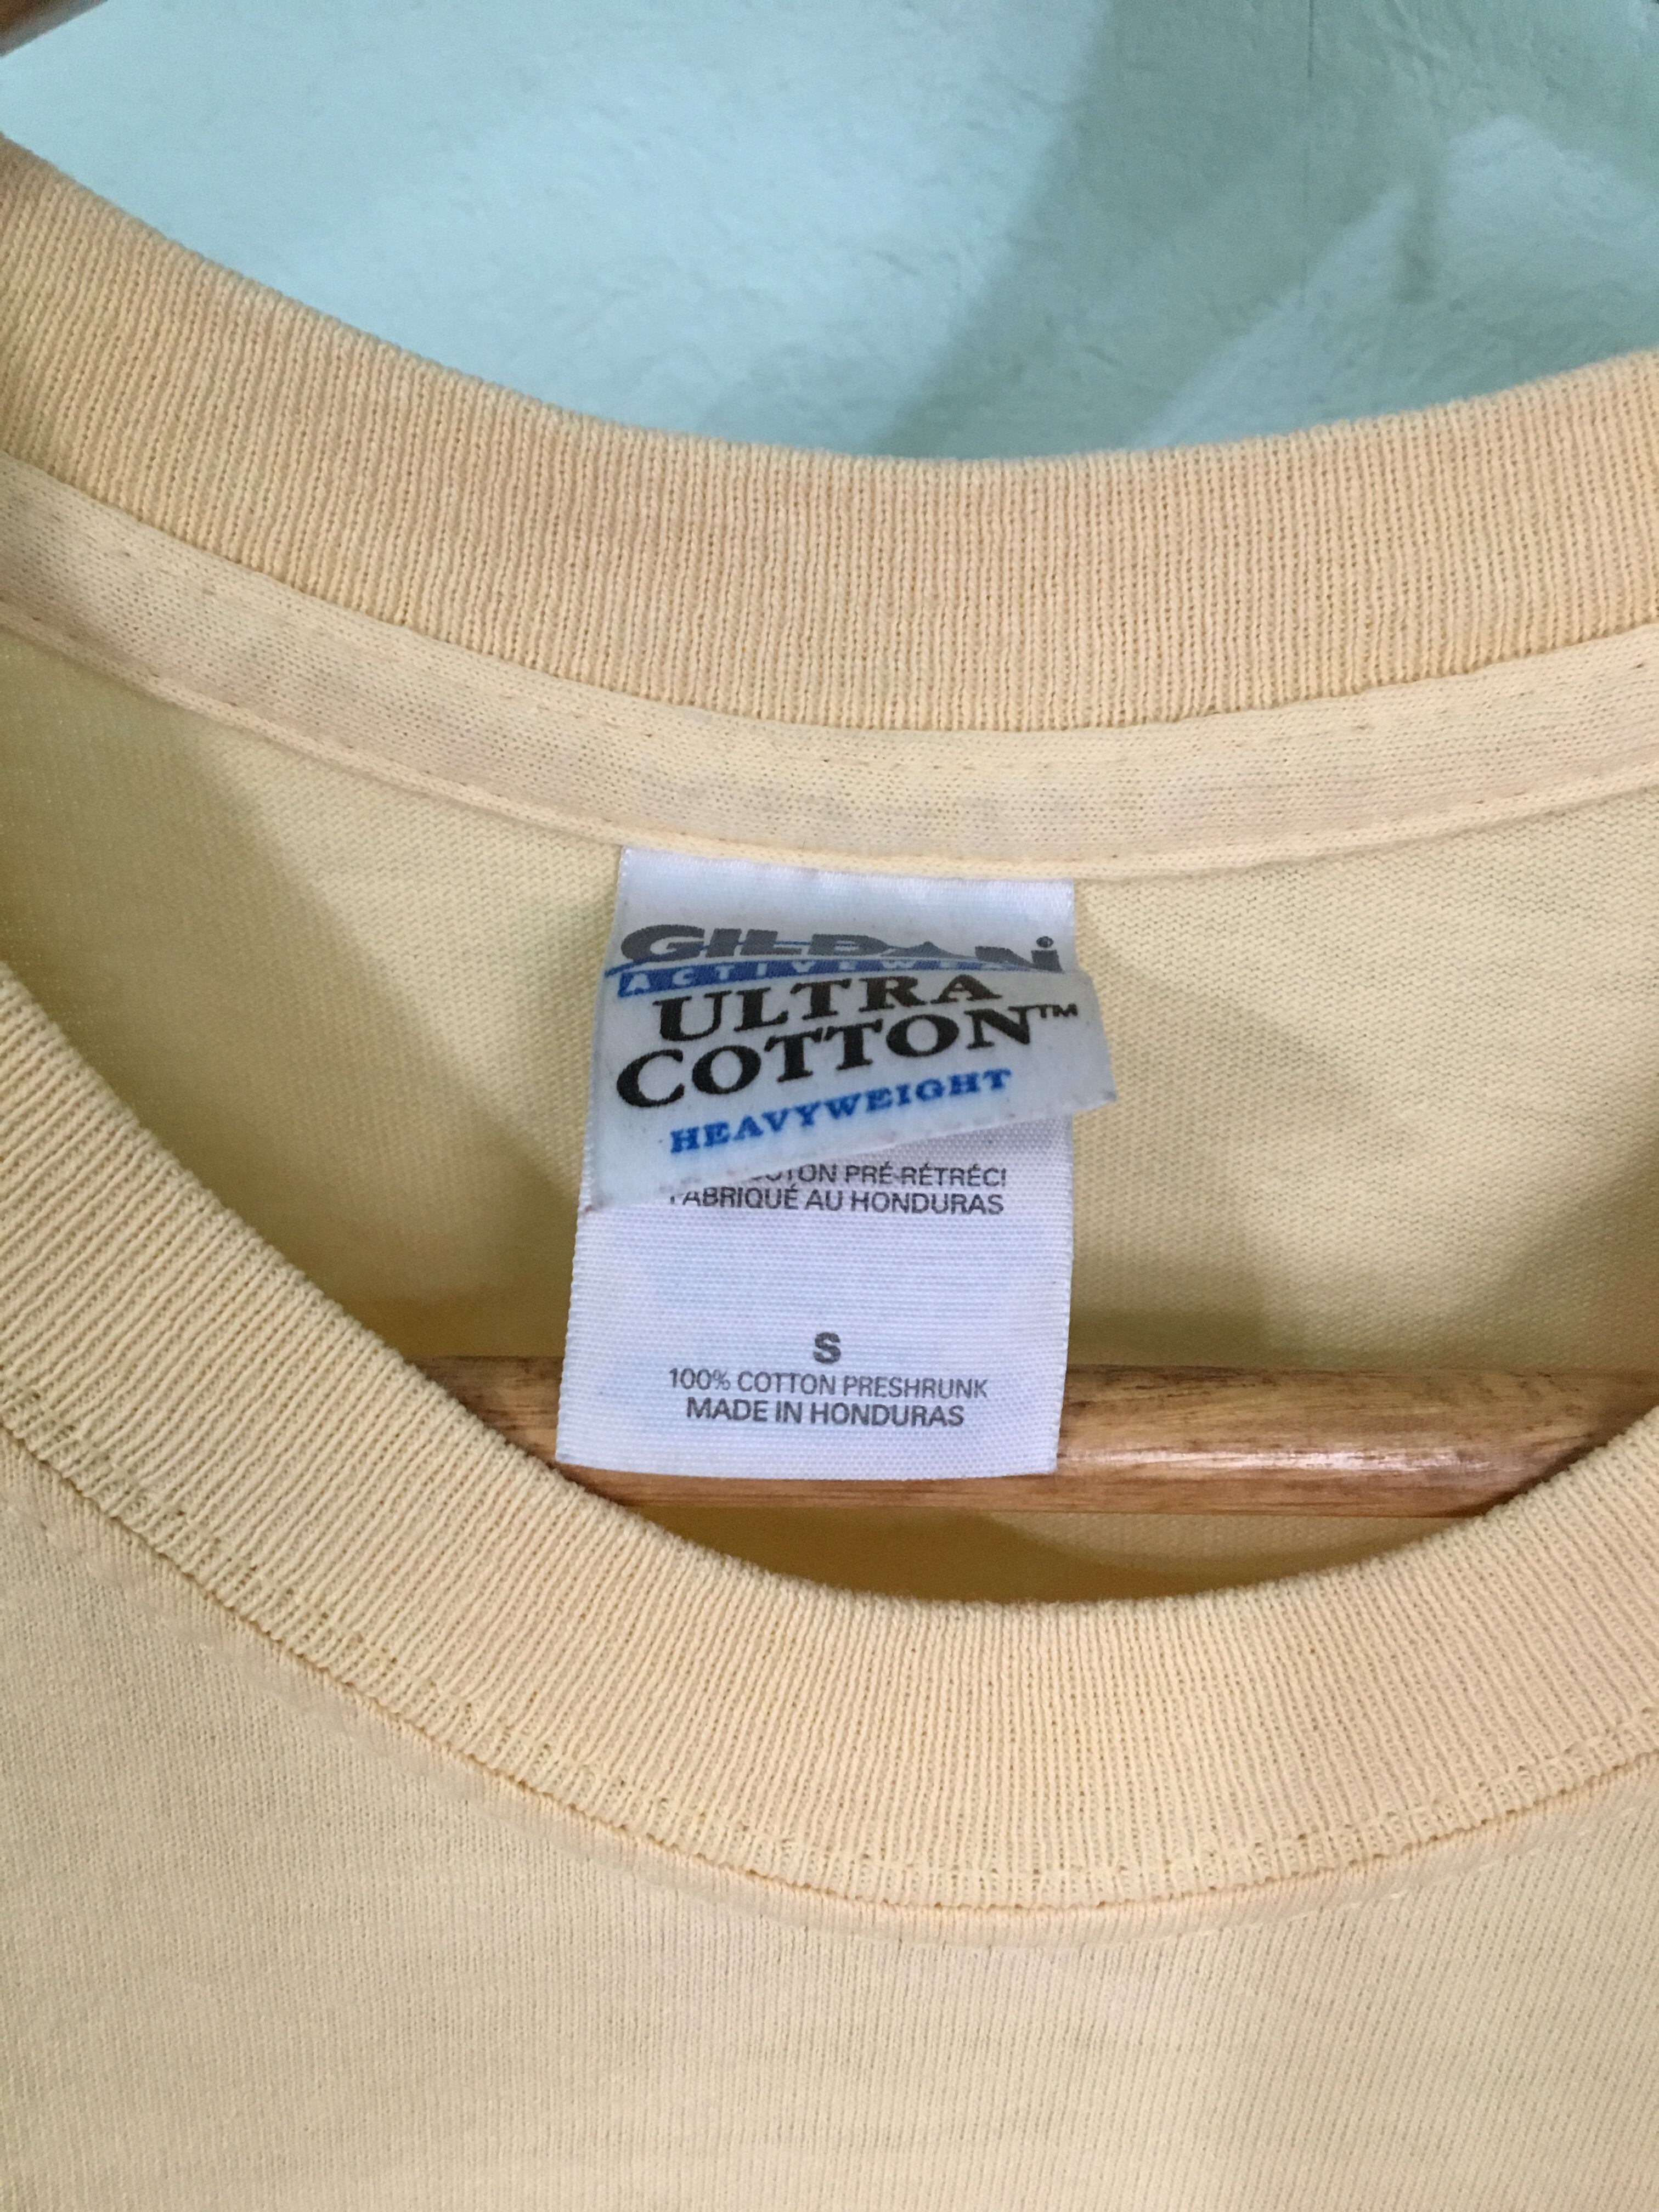 GILDAN
ACTIVEWEAR
ULTRA
COTTON™
HEAVYWEIGHT
PRÉ-RÉTRÉCI
FABRIQUÉ AU HONDURAS
S
100% COTTON PRESHRUNK
MADE IN HONDURAS